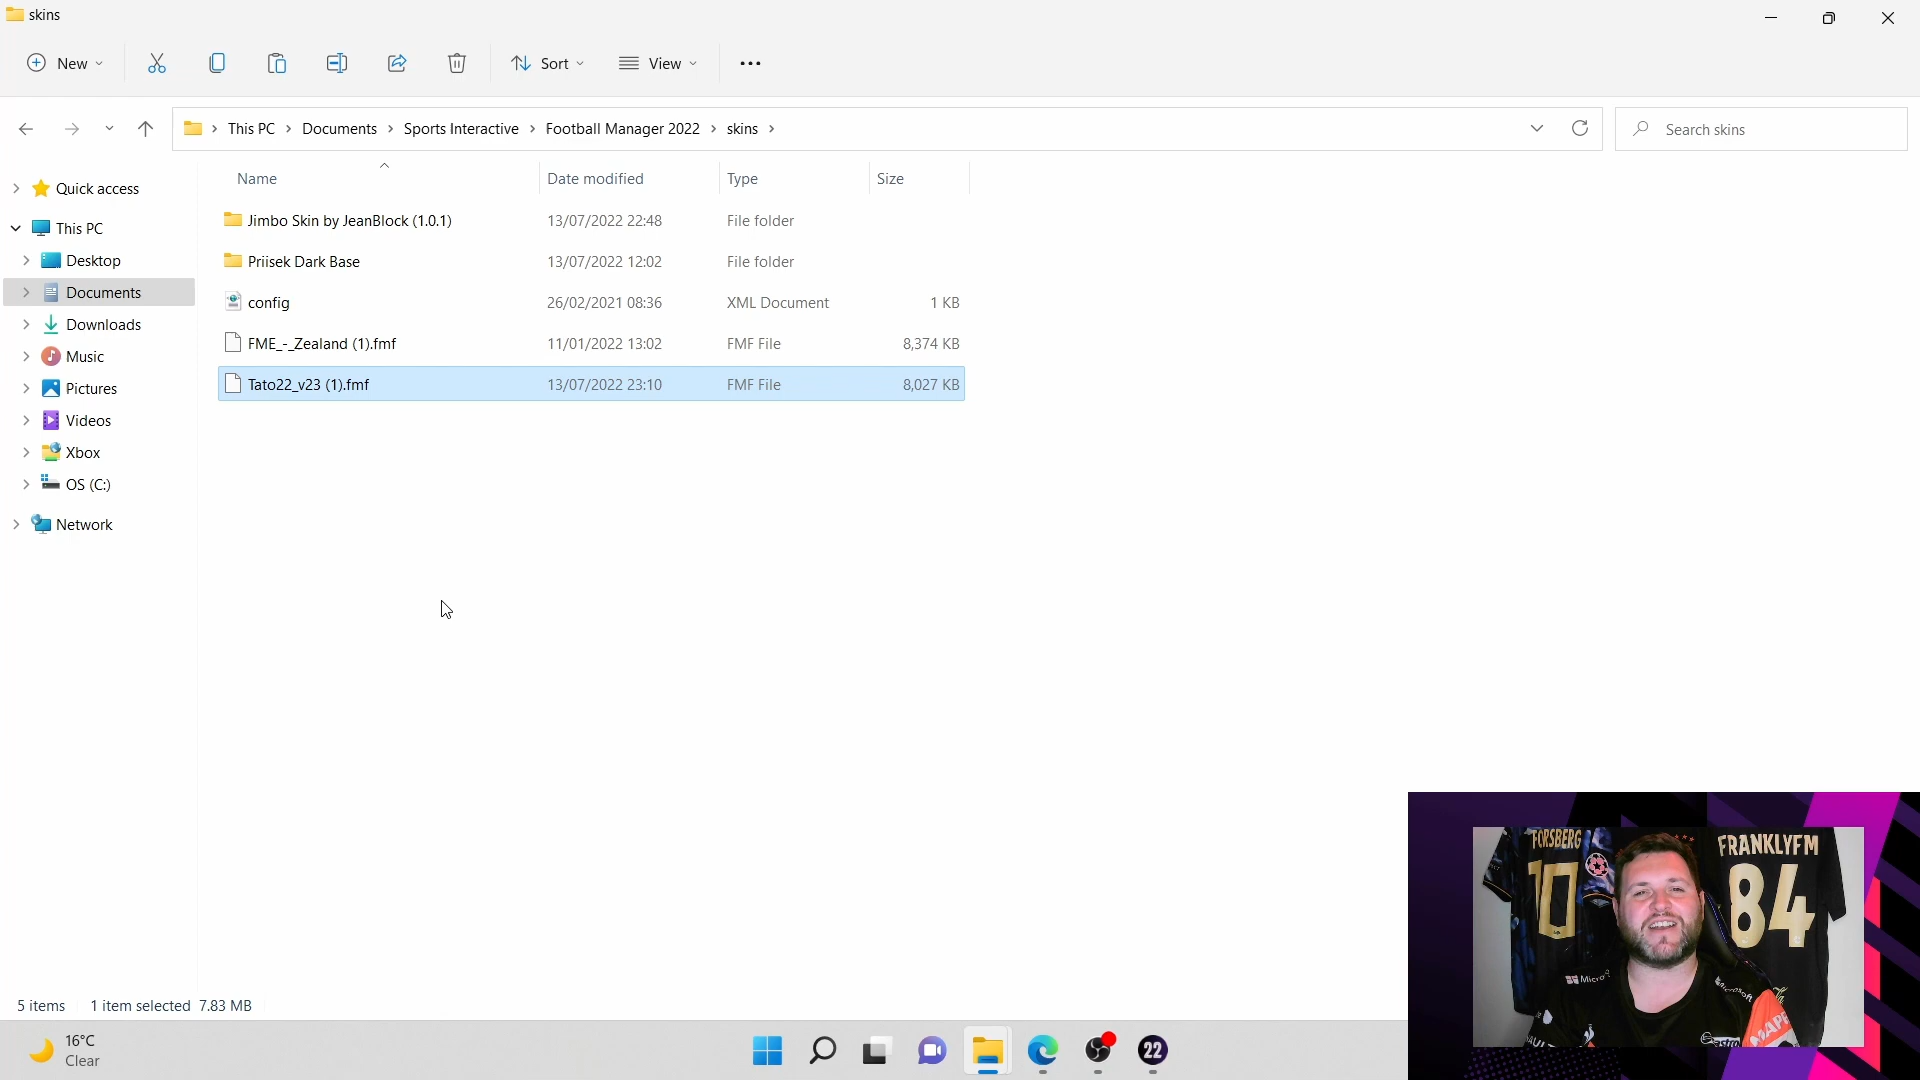 skins
New
Sort
View
This PC
Documents
Sports Interactive
Football Manager 2022
skins
Search skins
Quick access
This PC
Desktop
Documents
Downloads
Music
Pictures
Videos
Xbox
OS (C:)
Network
Name Date modified Type Size
Jimbo Skin by JeanBlock (1.0.1) 13/07/2022 22:48 File folder
Priisek Dark Base 13/07/2022 12:02 File folder
config 26/02/2021 08:36 XML Document 1 KB
FME_-_Zealand (1).fmf 11/01/2022 13:02 FMF File 8,374 KB
Tato22_v23 (1).fmf 13/07/2022 23:10 FMF File 8,027 KB
5 items 1 item selected 7.83 MB
16°C
Clear
22
FORSBERG
10
FRANKLYFM
84